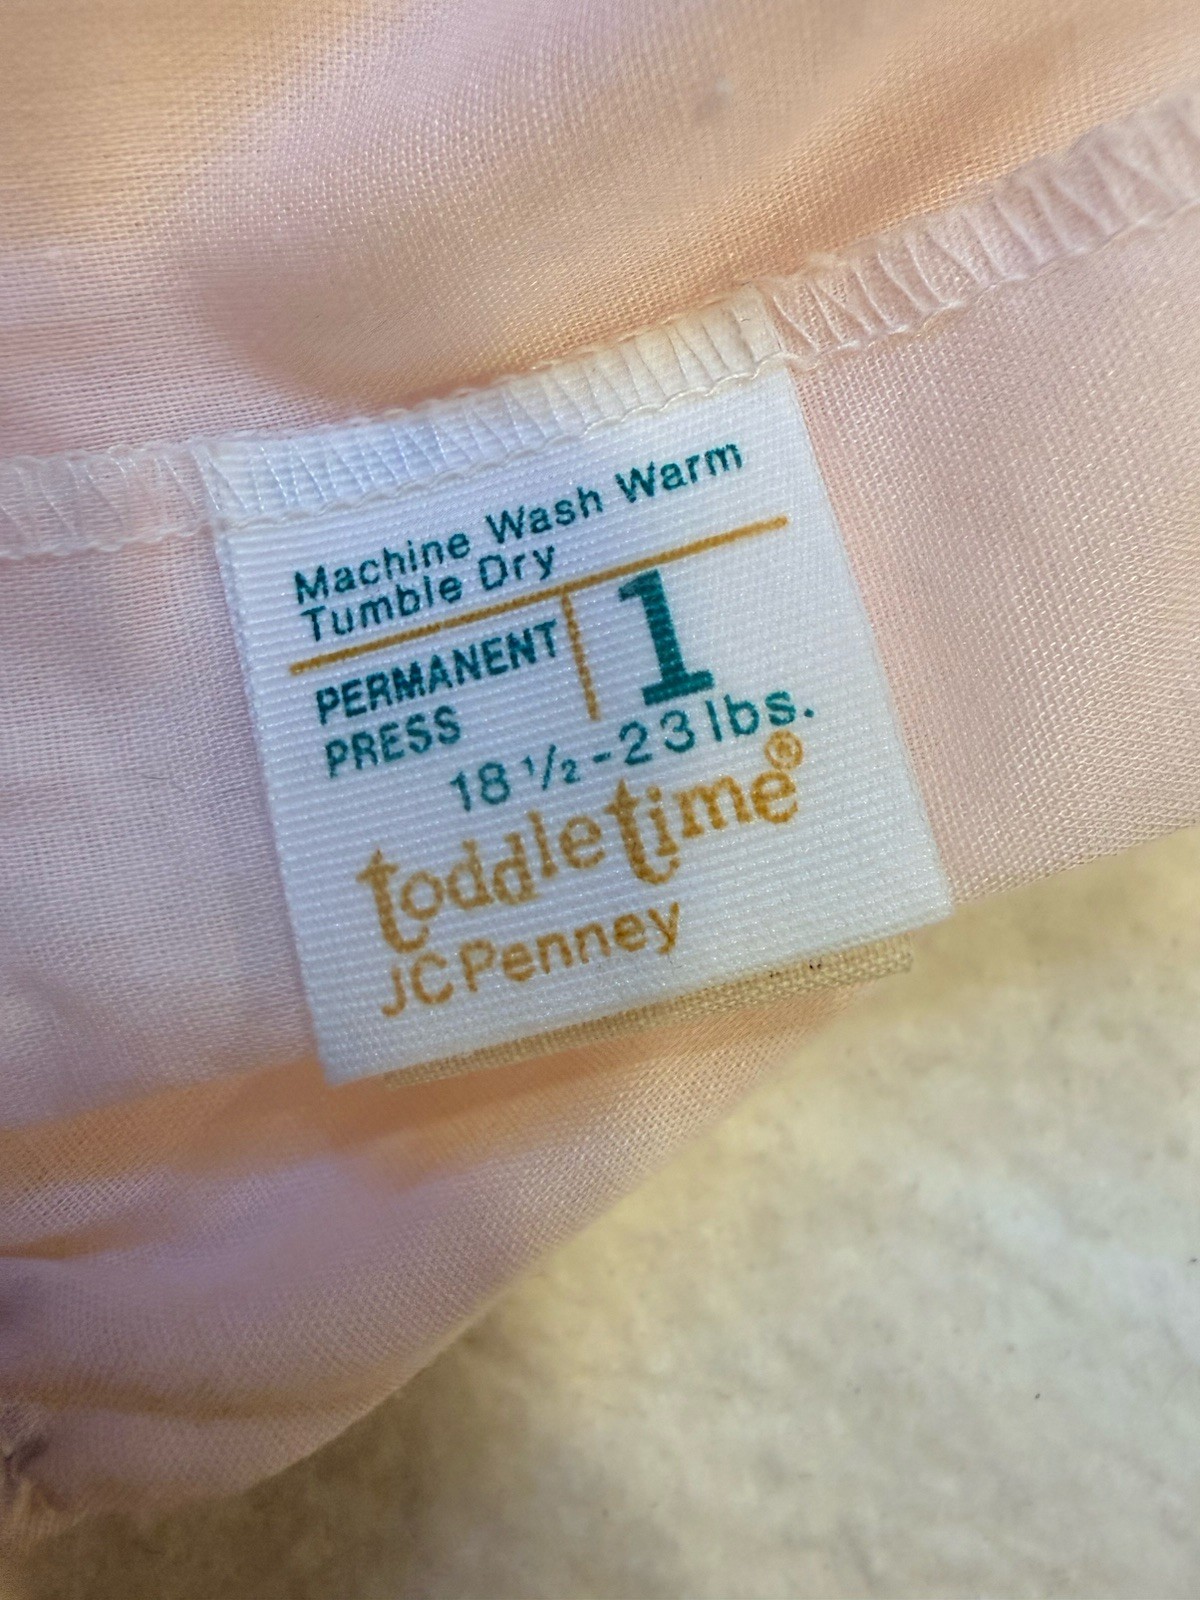 Machine Wash Warm
Tumble Dry
PERMANENT
PRESS
1
18 1/2 - 23 lbs.
toddletime®
JCPenney